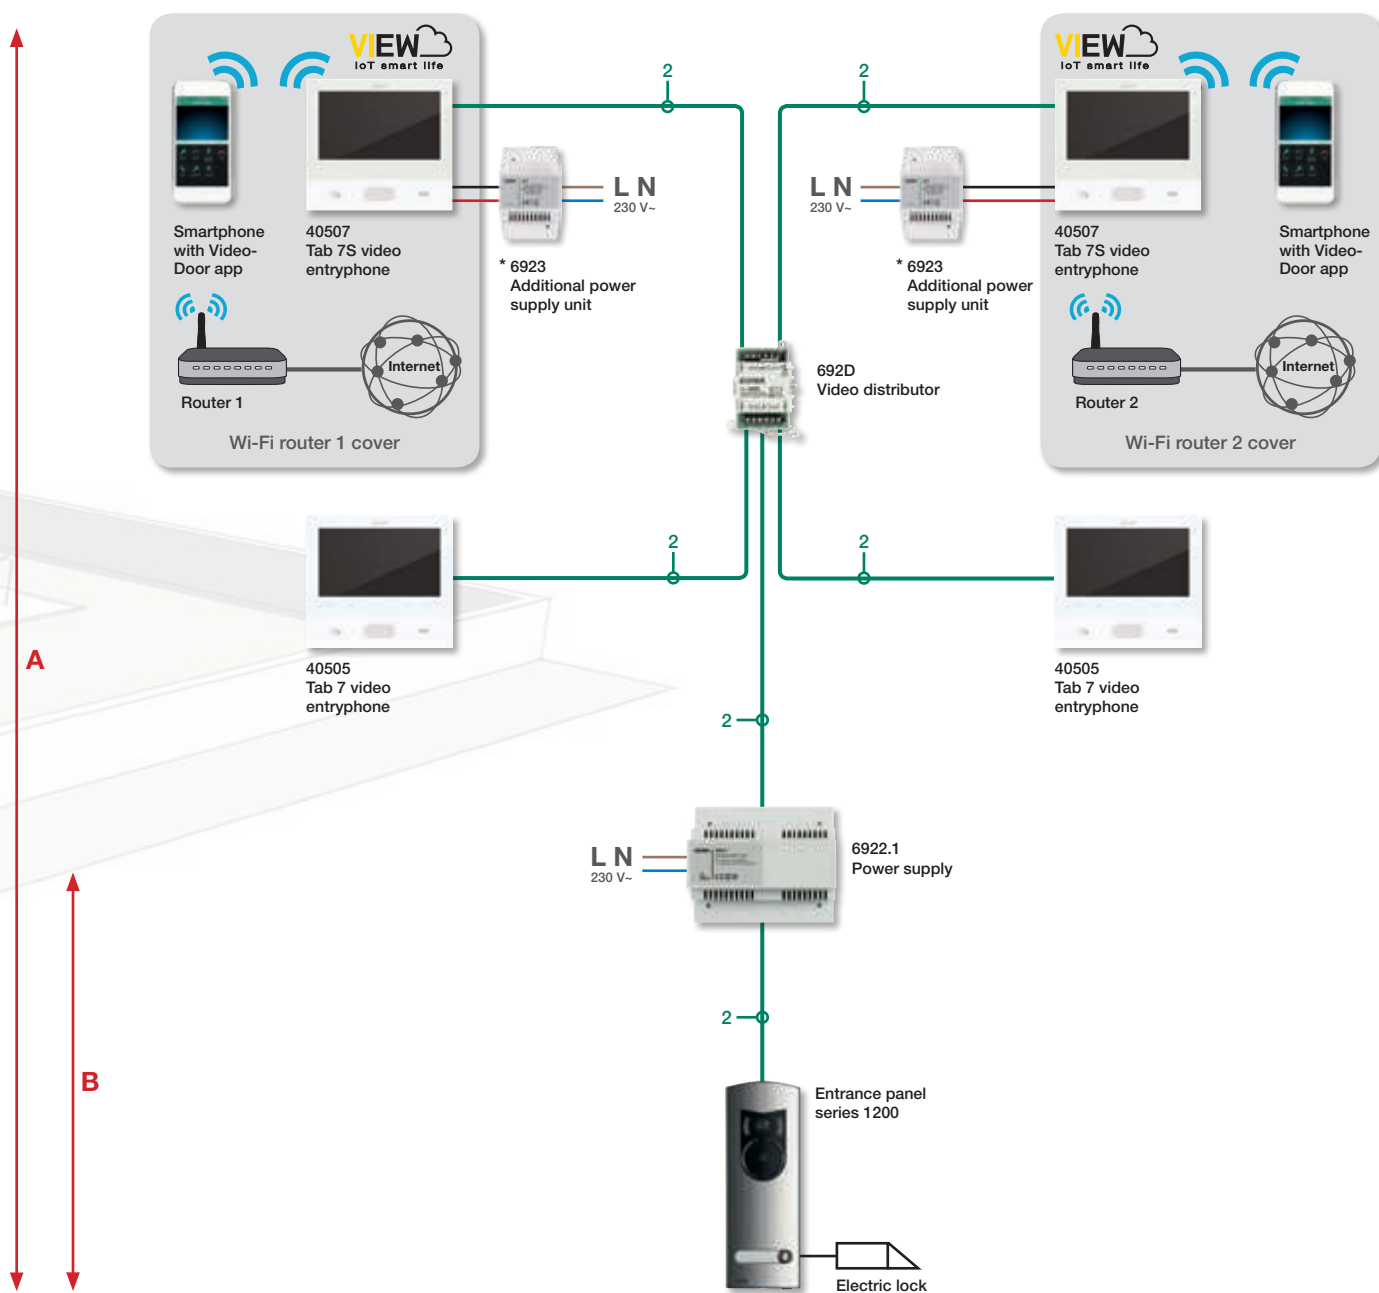 VIEW
IoT smart life
VIEW
IoT smart life
2
2
L N
230 V~
L N
230 V~
Smartphone
with Video-
Door app
40507
Tab 7S video
entryphone
* 6923
Additional power
supply unit
* 6923
Additional power
supply unit
40507
Tab 7S video
entryphone
Smartphone
with Video-
Door app
Internet
Router 1
Wi-Fi router 1 cover
692D
Video distributor
Internet
Router 2
Wi-Fi router 2 cover
2
2
A
40505
Tab 7 video
entryphone
40505
Tab 7 video
entryphone
2
L N
230 V~
6922.1
Power supply
2
B
Entrance panel
series 1200
Electric lock